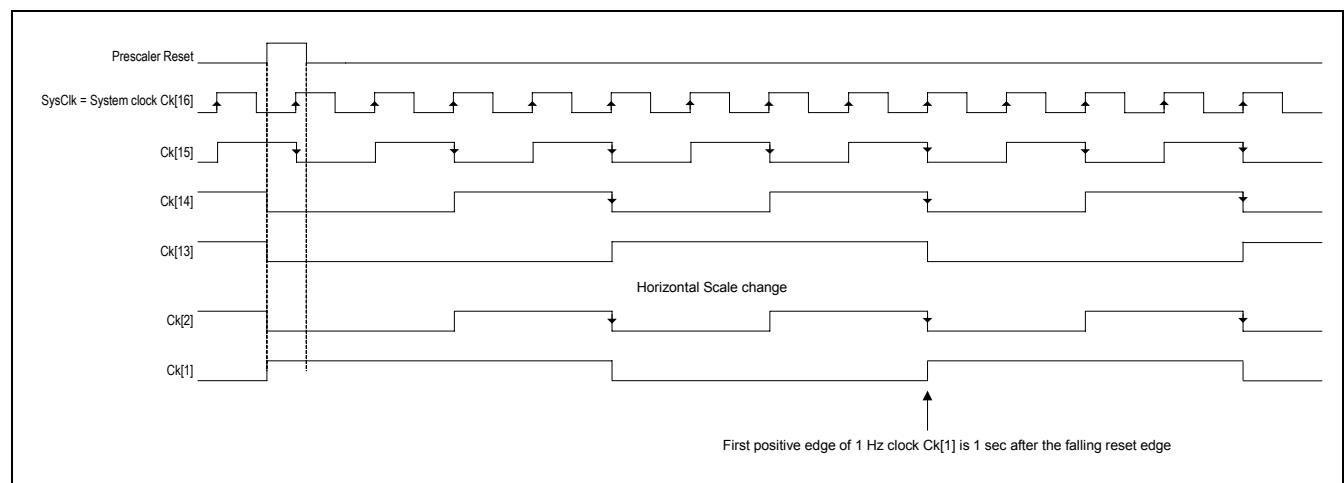 Prescaler Reset
SysClk = System clock Ck[16]
Ck[15]
Ck[14]
Ck[13]
Horizontal Scale change
Ck[2]
Ck[1]
First positive edge of 1 Hz clock Ck[1] is 1 sec after the falling reset edge